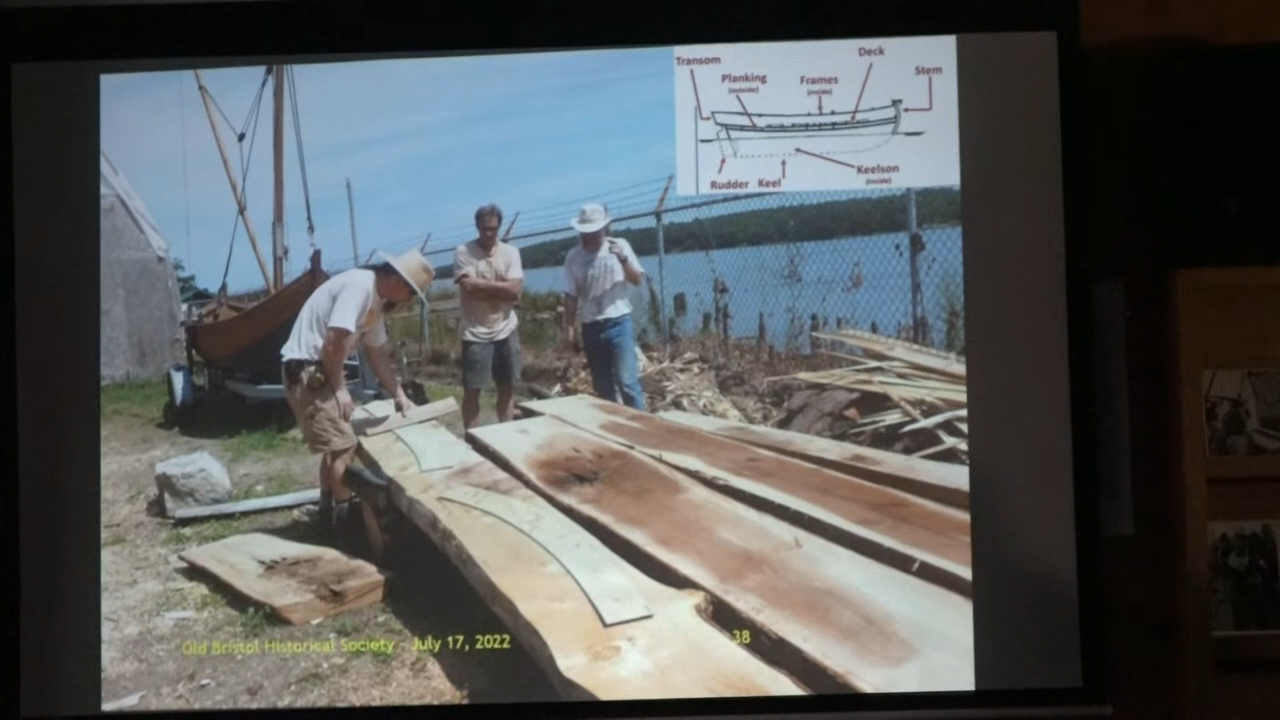 Transom
Deck
Planking
(outside)
Frames
(inside)
Stem
Rudder
Keel
Keelson
(inside)
Old Bristol Historical Society - July 17, 2022
38